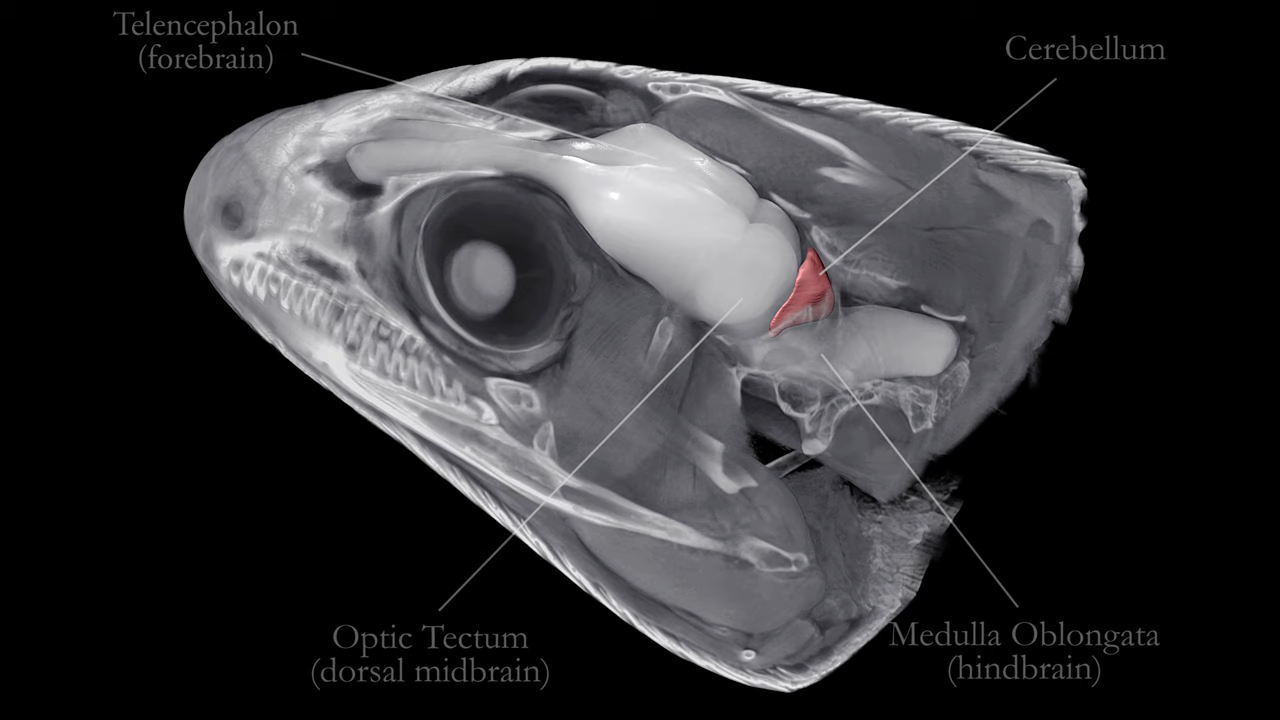 Telencephalon
(forebrain)
Cerebellum
Optic Tectum
(dorsal midbrain)
Medulla Oblongata
(hindbrain)